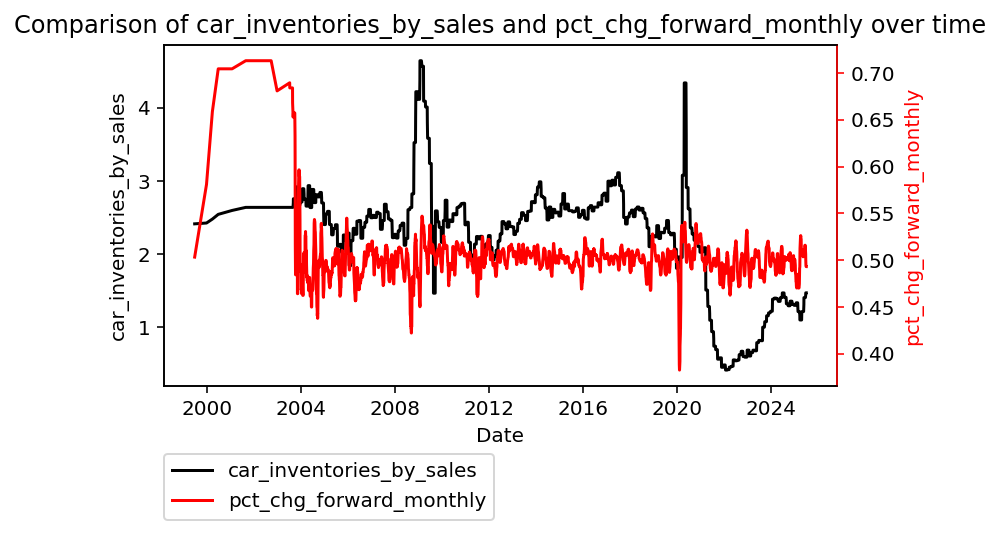 Comparison of car_inventories_by_sales and pct_chg_forward_monthly over time
car_inventories_by_sales
4
3
2
1
0.70
0.65
0.60
0.55
0.50
0.45
0.40
pct_chg_forward_monthly
2000 2004 2008 2012 2016 2020 2024
Date
car_inventories_by_sales
pct_chg_forward_monthly